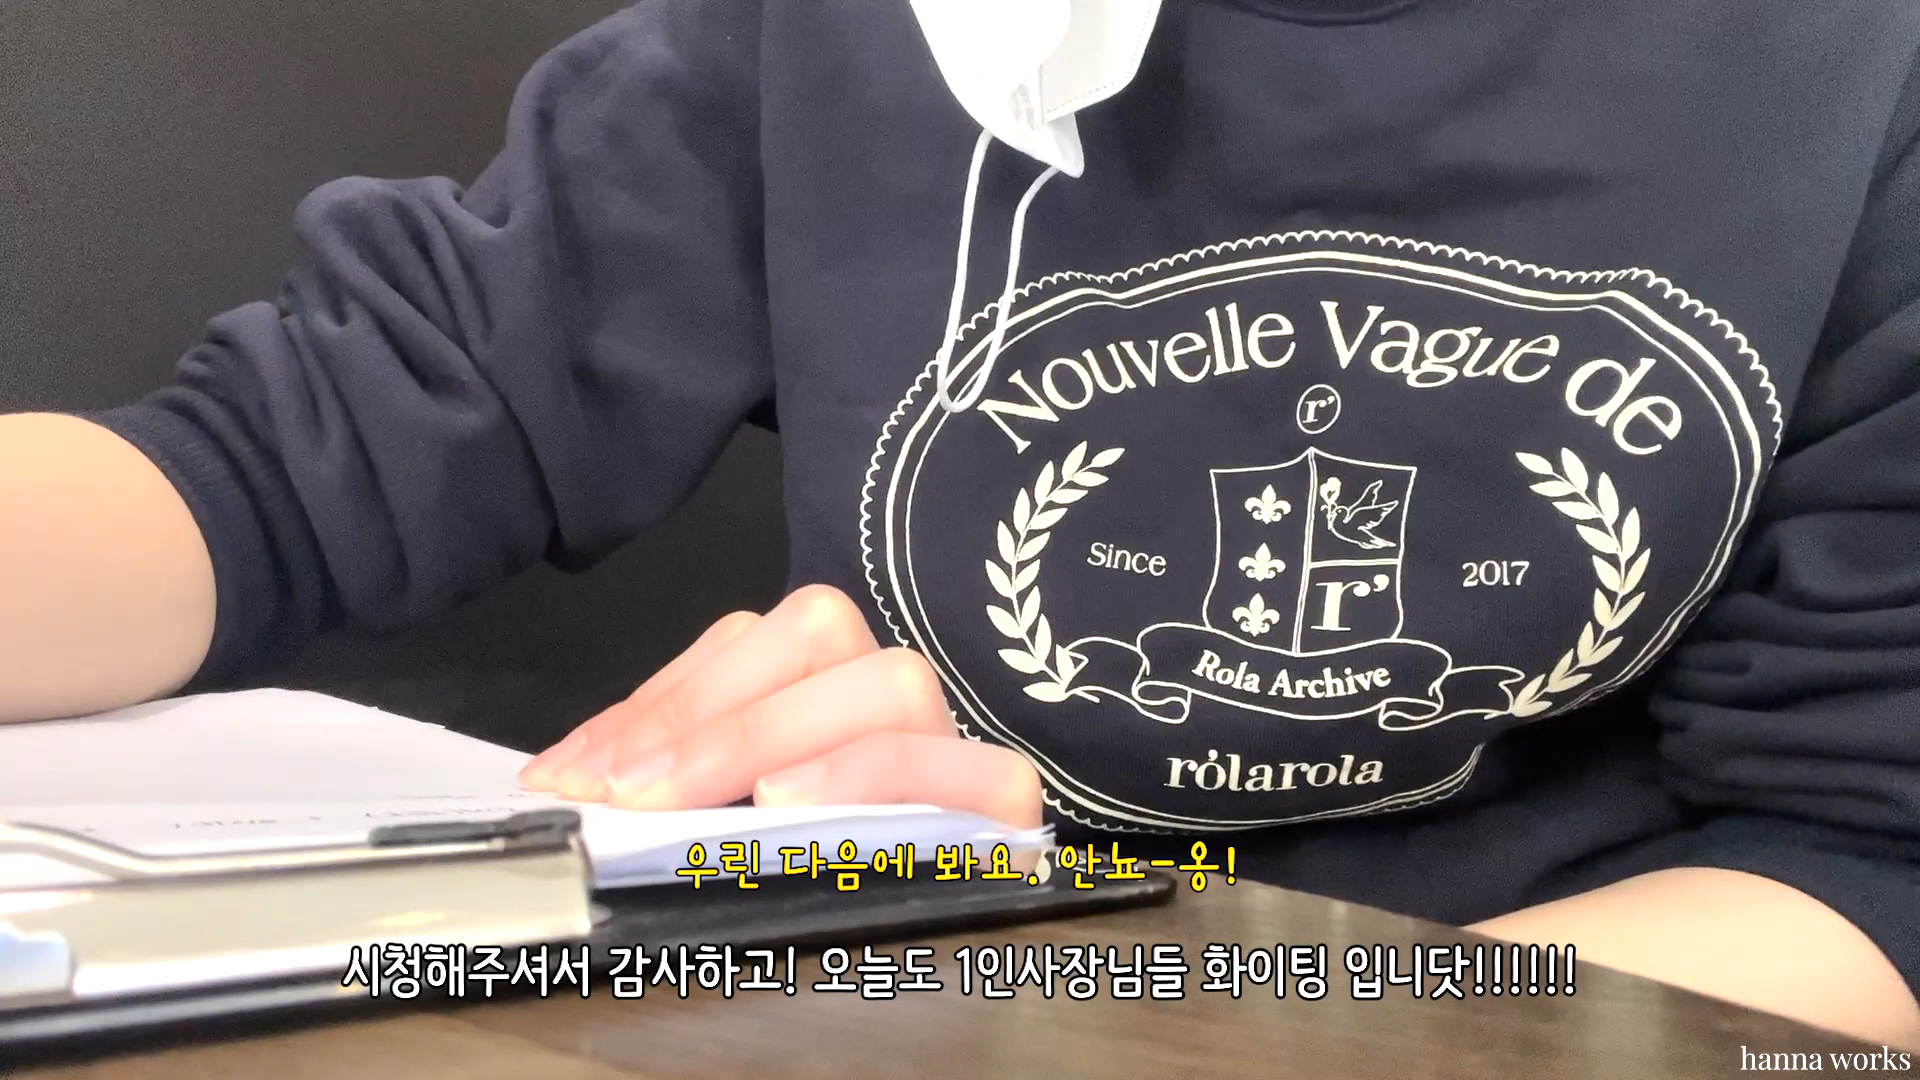 Nouvelle Vague de
r'
Since
2017
r'
Rola Archive
rolarola
우린 다음에 봐요. 안뇨-옹!
시청해주셔서 감사하고! 오늘도 1인사장님들 화이팅 입니닷!!!!!!
hanna works